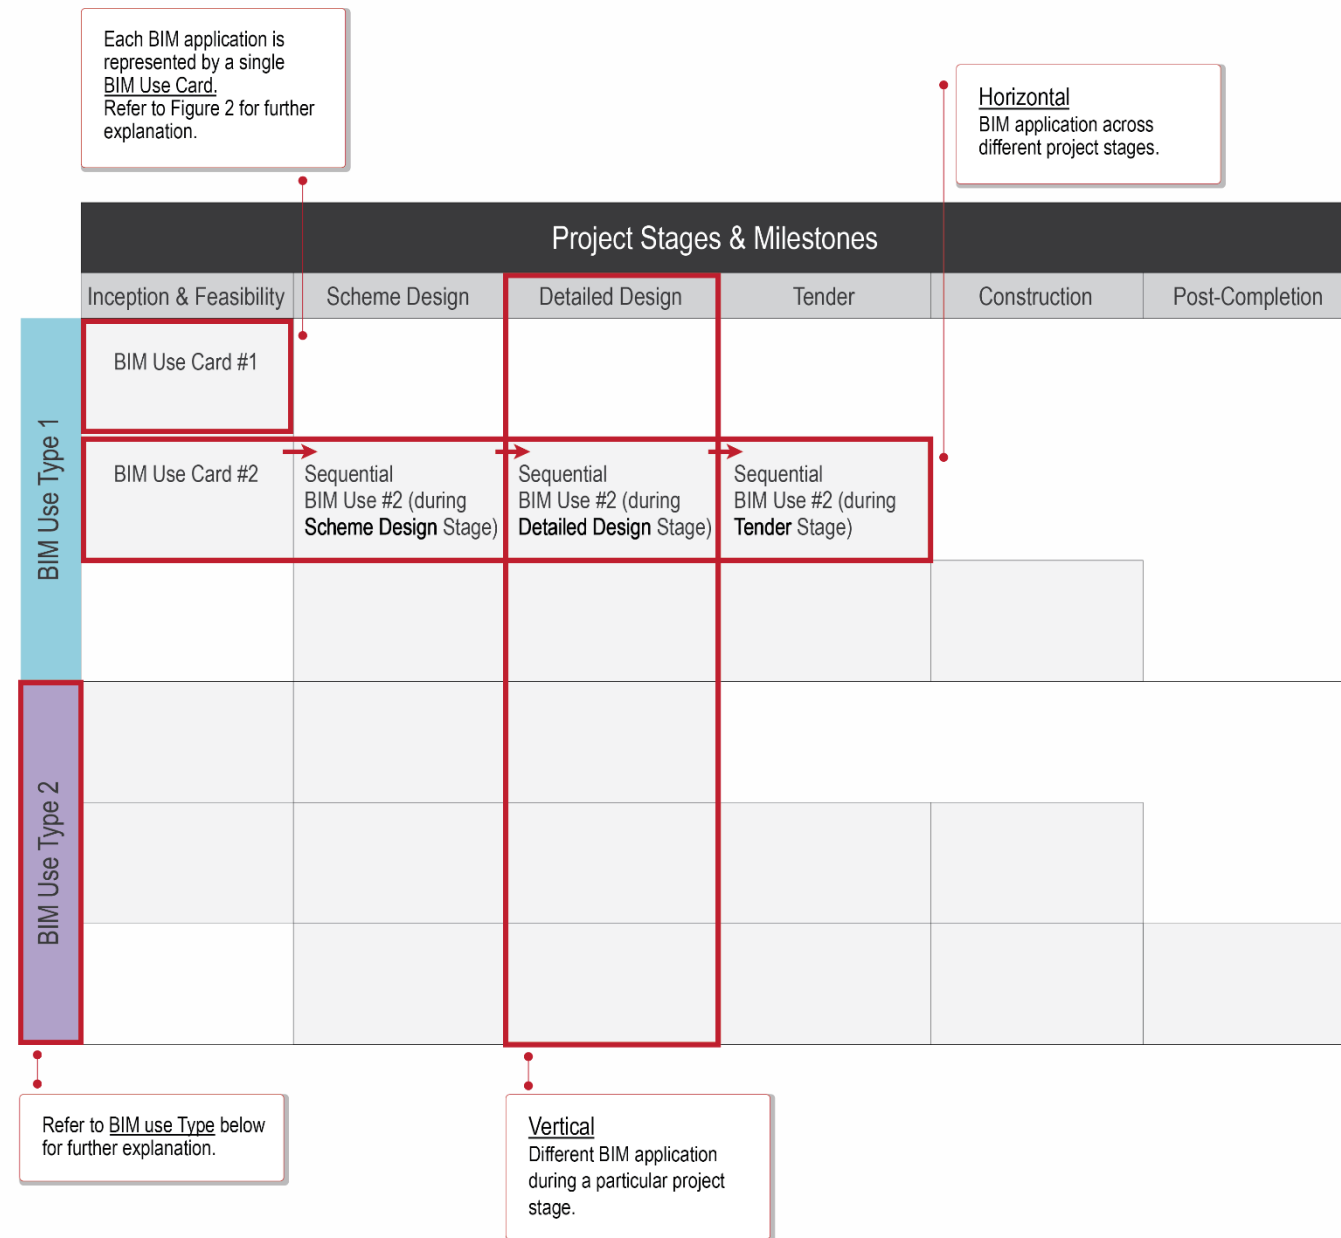 Each BIM application is
represented by a single
BIM Use Card.
Refer to Figure 2 for further
explanation.
Horizontal
BIM application across
different project stages.
Project Stages & Milestones
Inception & Feasibility
Scheme Design
Detailed Design
Tender
Construction
Post-Completion
BIM Use Type 1
BIM Use Card #1
BIM Use Card #2
Sequential
BIM Use #2 (during
Scheme Design Stage)
Sequential
BIM Use #2 (during
Detailed Design Stage)
Sequential
BIM Use #2 (during
Tender Stage)
BIM Use Type 2
Refer to BIM use Type below
for further explanation.
Vertical
Different BIM application
during a particular project
stage.